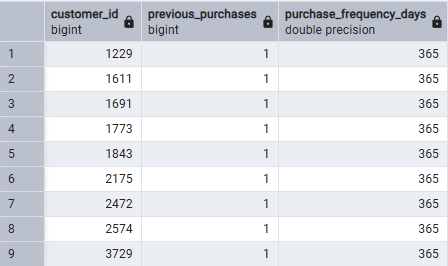 customer_id previous_purchases purchase_frequency_days
bigint bigint double precision
1 1229 1 365
2 1611 1 365
3 1691 1 365
4 1773 1 365
5 1843 1 365
6 2175 1 365
7 2472 1 365
8 2574 1 365
9 3729 1 365